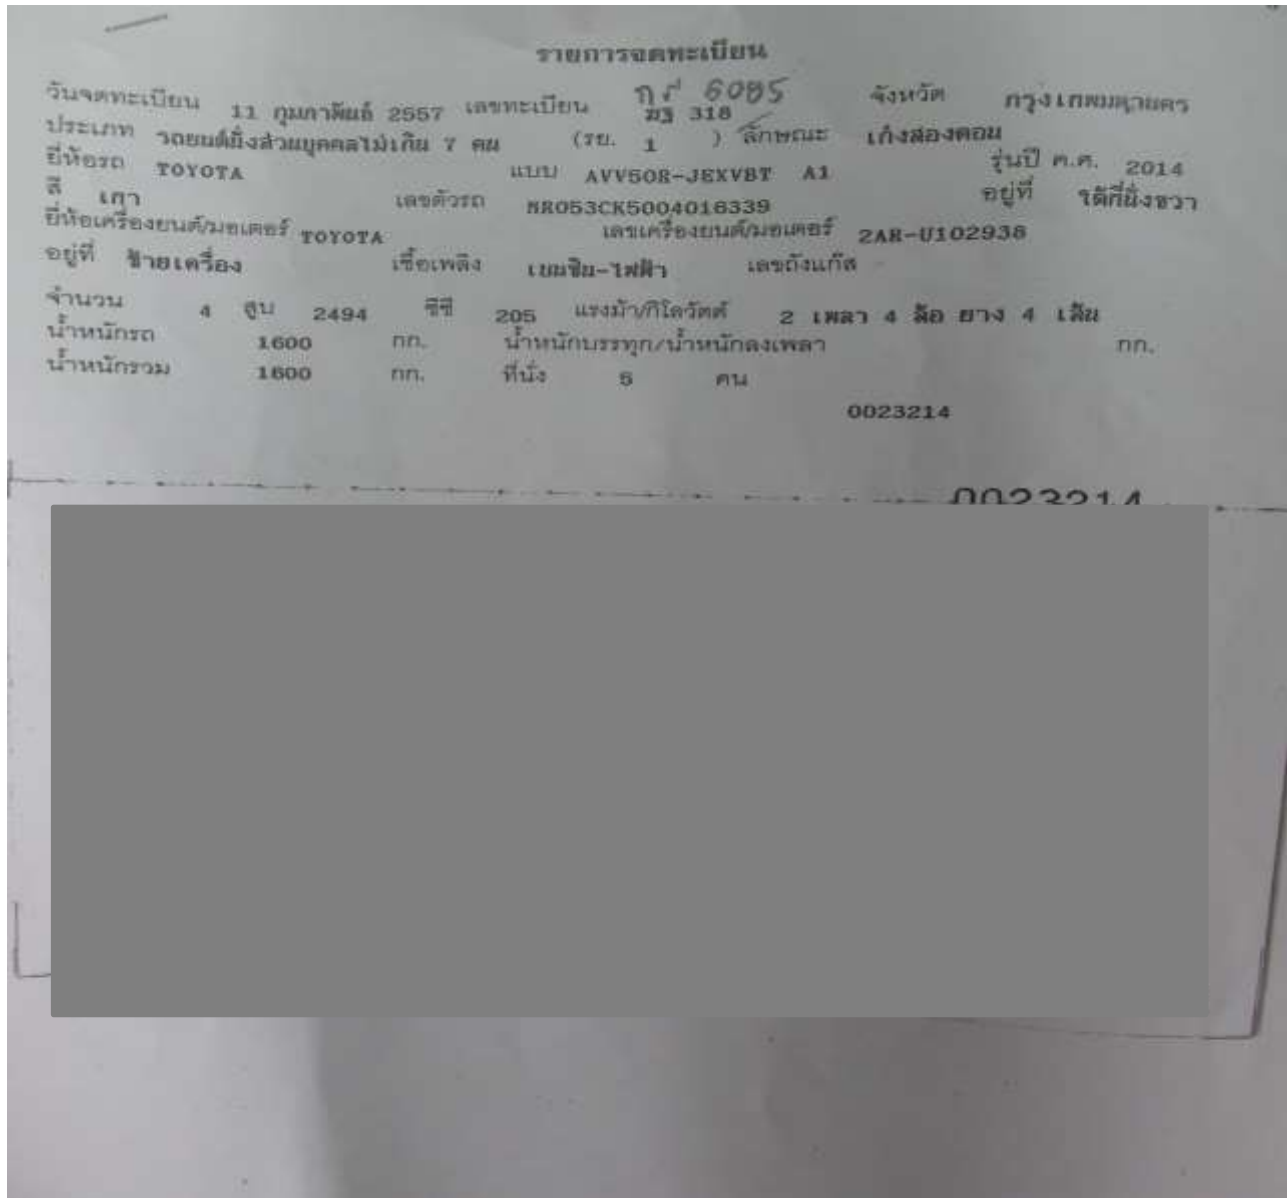 รายการจดทะเบียน
วันจดทะเบียน 11 กุมภาพันธ์ 2557 เลขทะเบียน 6085 318 จังหวัด กรุงเทพมหานคร
ประเภท รถยนต์นั่งส่วนบุคคลไม่เกิน 7 คน (รย. 1 ) ลักษณะ เก๋งสองตอน
ยี่ห้อรถ TOYOTA แบบ AVV50R-JEXVBT A1 รุ่นปี ค.ศ. 2014
สี เทา เลขตัวรถ MR053CK5004016339 อยู่ที่ ใต้ที่นั่งขวา
ยี่ห้อเครื่องยนต์/มอเตอร์ TOYOTA เลขเครื่องยนต์/มอเตอร์ 2AR-U102938
อยู่ที่ ซ้ายเครื่อง เชื้อเพลิง เบนซิน-ไฟฟ้า เลขถังแก๊ส
จำนวน 4 สูบ 2494 ซีซี 205 แรงม้า/กิโลวัตต์ 2 เพลา 4 ล้อ ยาง 4 เส้น
น้ำหนักรถ 1600 กก. น้ำหนักบรรทุก/น้ำหนักลงเพลา กก.
น้ำหนักรวม 1600 กก. ที่นั่ง 5 คน
0023214
0023214